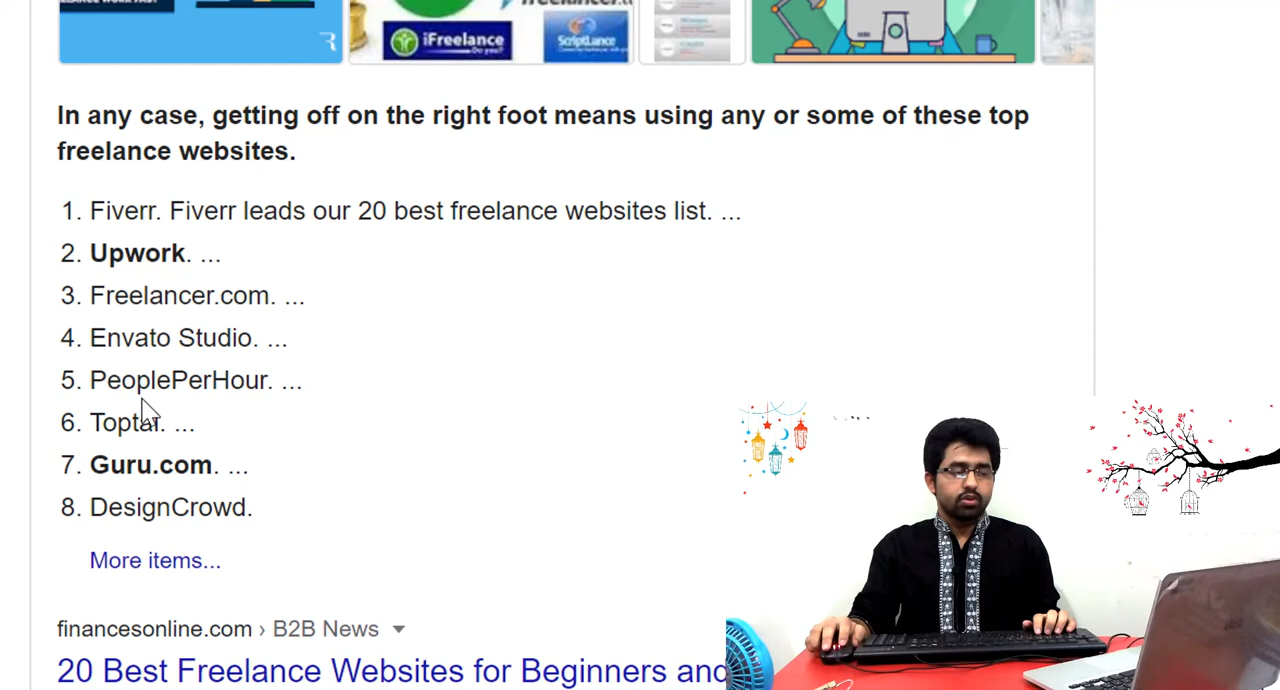 iFreelance
Do you?
ScriptLance
In any case, getting off on the right foot means using any or some of these top
freelance websites.
1. Fiverr. Fiverr leads our 20 best freelance websites list. ...
2. Upwork. ...
3. Freelancer.com. ...
4. Envato Studio. ...
5. PeoplePerHour. ...
6. Toptal. ...
7. Guru.com. ...
8. DesignCrowd.
More items...
financesonline.com › B2B News
20 Best Freelance Websites for Beginners and